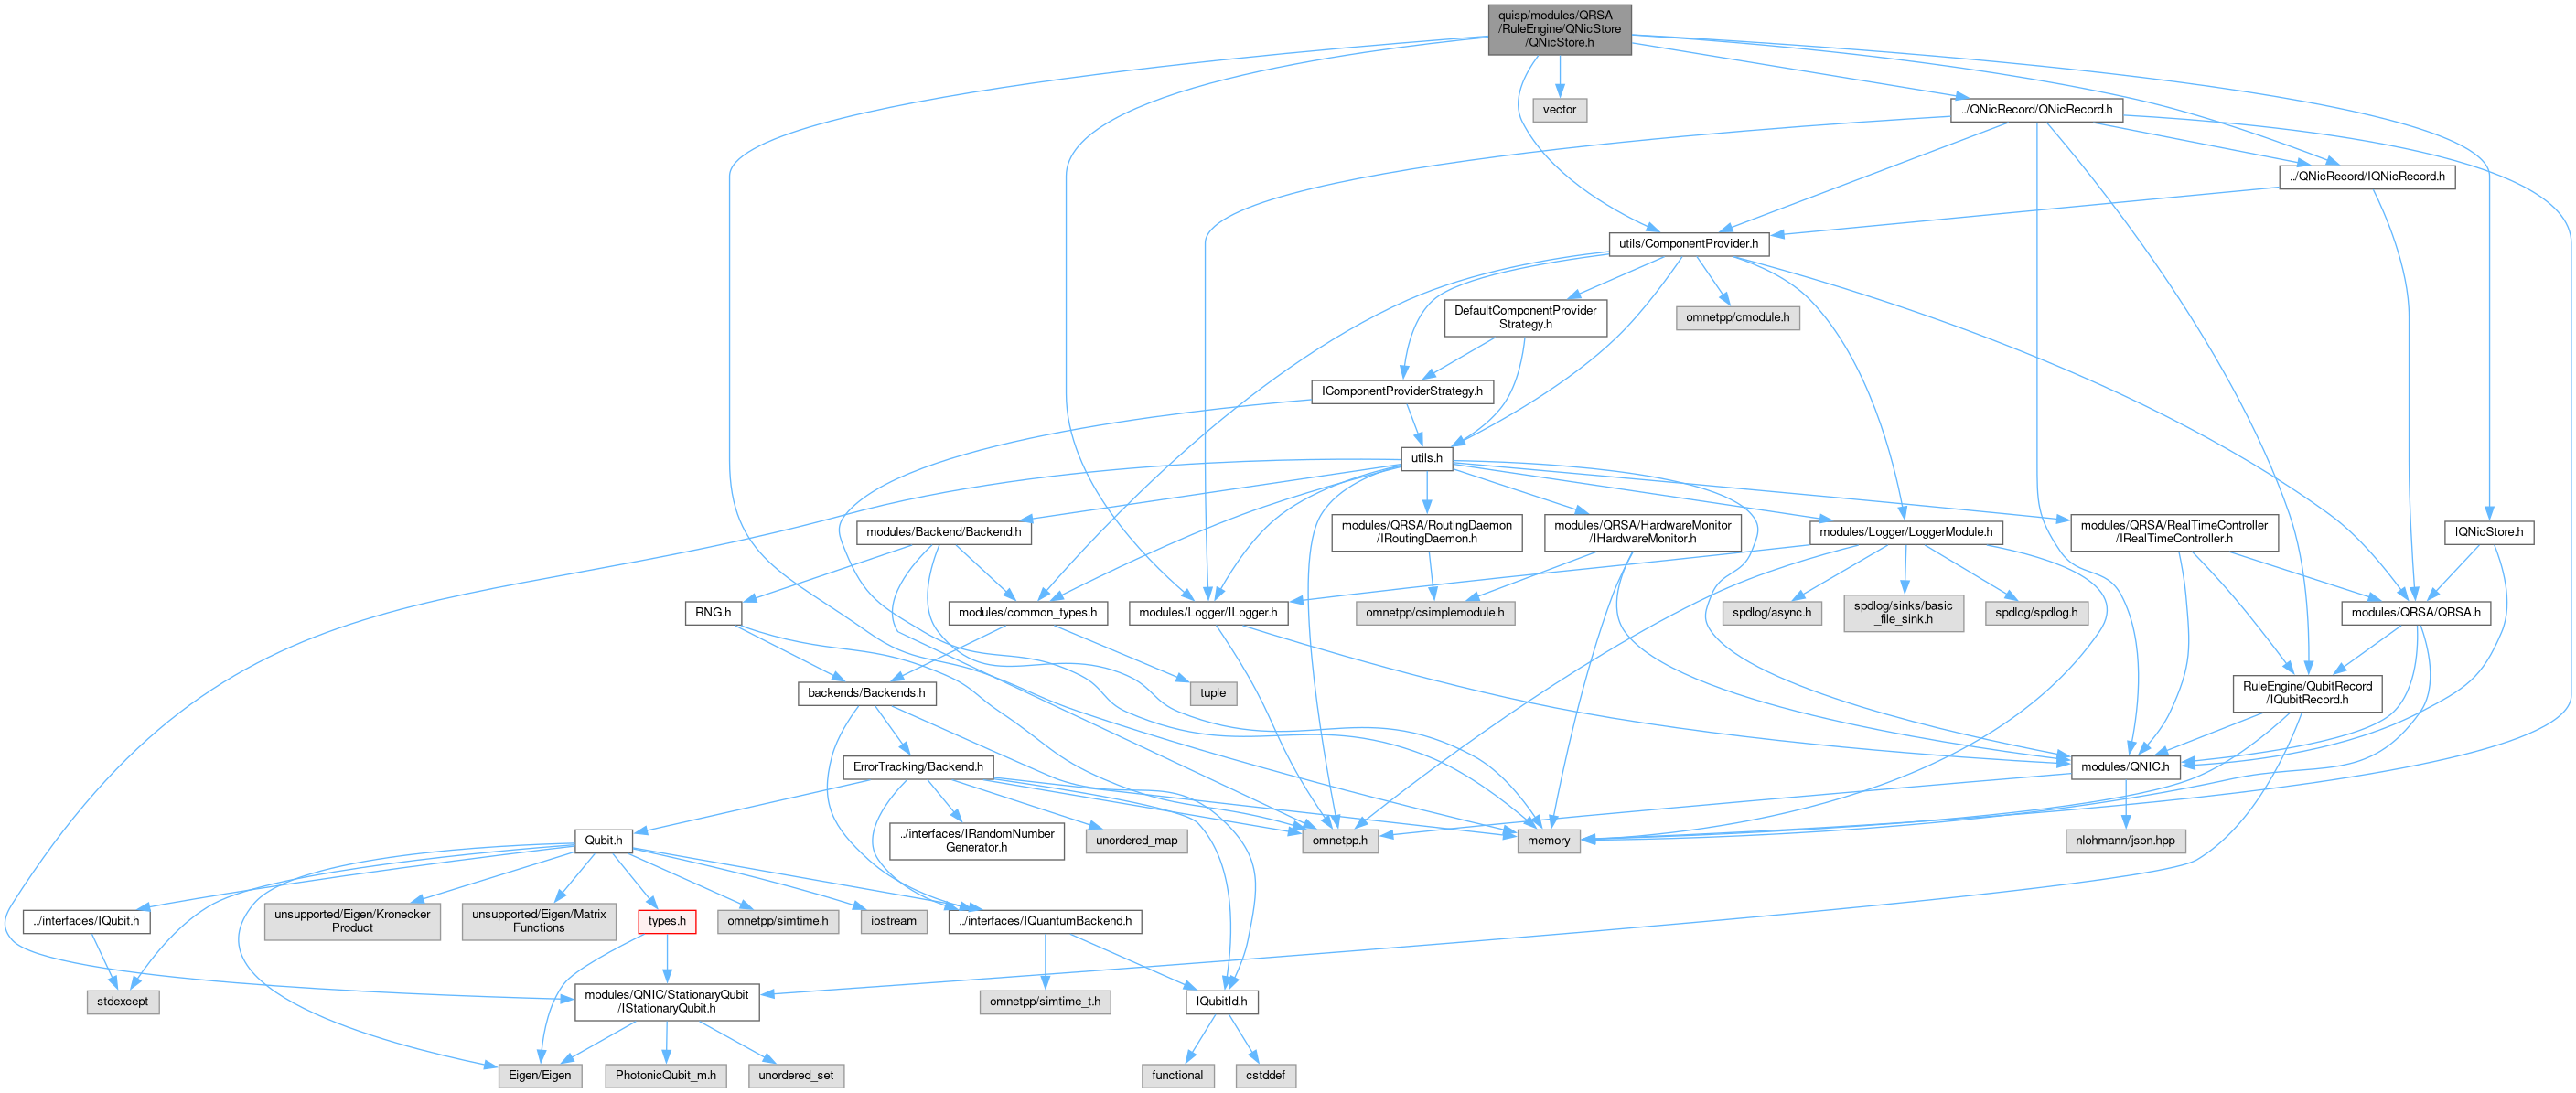 quisp/modules/QRSA
/RuleEngine/QNicStore
/QNicStore.h
vector
../QNicRecord/QNicRecord.h
../QNicRecord/IQNicRecord.h
utils/ComponentProvider.h
DefaultComponentProvider
Strategy.h
omnetpp/cmodule.h
IComponentProviderStrategy.h
utils.h
modules/Backend/Backend.h
modules/QRSA/RoutingDaemon
/IRoutingDaemon.h
modules/QRSA/HardwareMonitor
/IHardwareMonitor.h
modules/Logger/LoggerModule.h
modules/QRSA/RealTimeController
/IRealTimeController.h
IQNicStore.h
RNG.h
modules/common_types.h
modules/Logger/ILogger.h
omnetpp/csimplemodule.h
spdlog/async.h
spdlog/sinks/basic
_file_sink.h
spdlog/spdlog.h
modules/QRSA/QRSA.h
backends/Backends.h
tuple
RuleEngine/QubitRecord
/IQubitRecord.h
ErrorTracking/Backend.h
modules/QNIC.h
Qubit.h
../interfaces/IRandomNumber
Generator.h
unordered_map
omnetpp.h
memory
nlohmann/json.hpp
../interfaces/IQubit.h
unsupported/Eigen/Kronecker
Product
unsupported/Eigen/Matrix
Functions
types.h
omnetpp/simtime.h
iostream
../interfaces/IQuantumBackend.h
stdexcept
modules/QNIC/StationaryQubit
/IStationaryQubit.h
omnetpp/simtime_t.h
IQubitId.h
Eigen/Eigen
PhotonicQubit_m.h
unordered_set
functional
cstddef